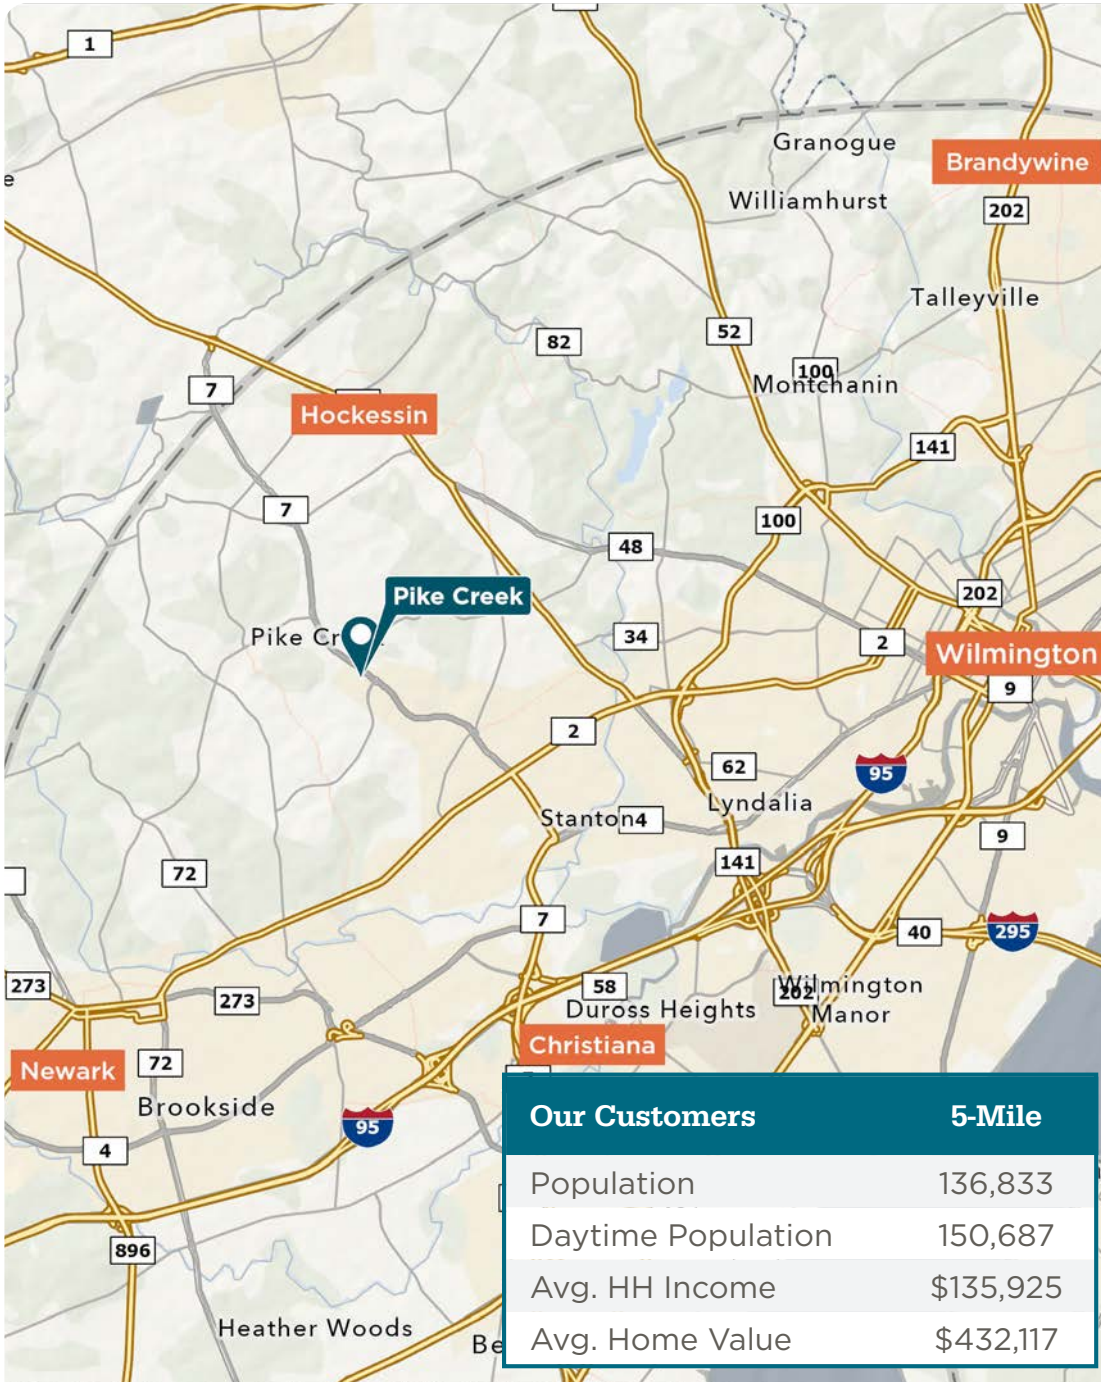 1
Granogue
Brandywine
e
Williamhurst
202
Talleyville
82
52
100
Montchanin
7
Hockessin
141
7
100
48
Pike Creek
202
Pike Cr
34
2
Wilmington
9
2
62
95
Lyndalia
Stanton
4
9
141
72
7
40
295
273
273
58
202
Wilmington
Manor
Duross Heights
Christiana
Newark
72
Brookside
95
4
896
Heather Woods
Be
Our Customers 5-Mile
Population 136,833
Daytime Population 150,687
Avg. HH Income $135,925
Avg. Home Value $432,117